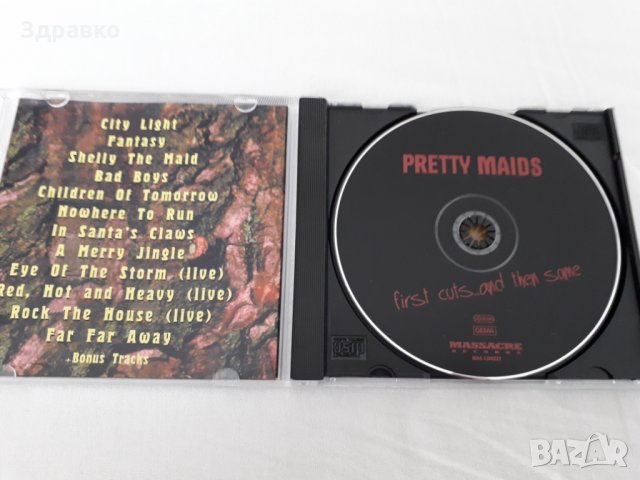 Здравко
City Light
Fantasy
Shelly The Maid
Bad Boys
Children Of Tomorrow
Nowhere To Run
In Santa's Claws
A Merry Jingle
Eye Of The Storm (live)
Red, Hot and Heavy (live)
Rock The House (live)
Far Far Away
+Bonus Tracks
PRETTY MAIDS
first cuts...and then some
GEMA
MASSACRE
RECORDS
BAZAR